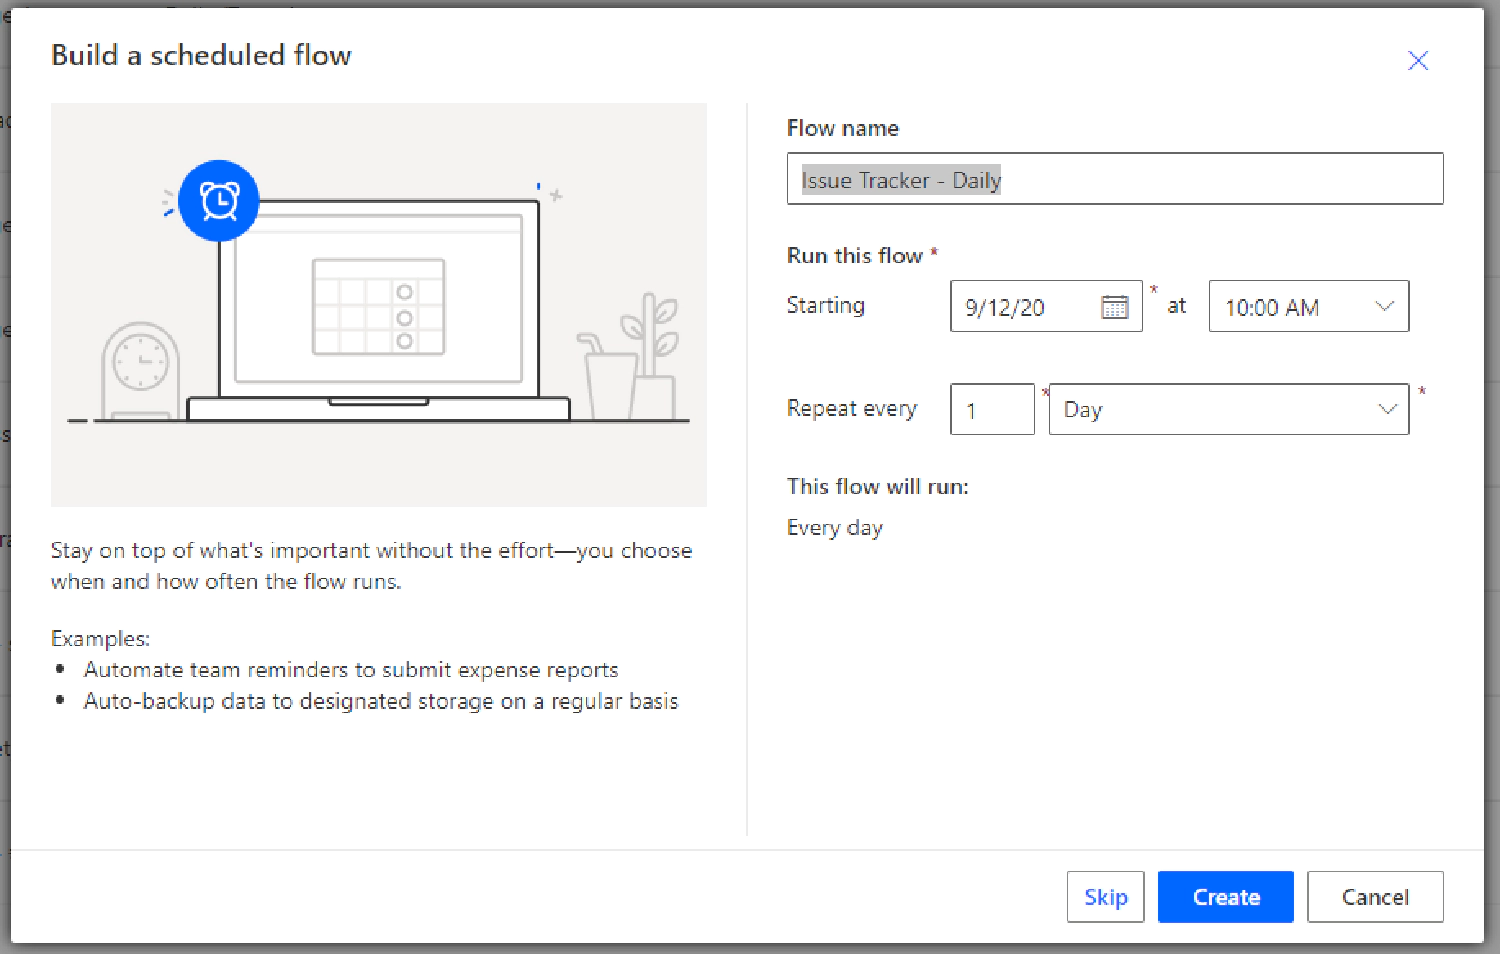 Build a scheduled flow
Flow name
Issue Tracker - Daily
Run this flow *
Starting 9/12/20 * at 10:00 AM
Repeat every 1 * Day *
This flow will run:
Every day
Stay on top of what's important without the effort—you choose
when and how often the flow runs.
Examples:
• Automate team reminders to submit expense reports
• Auto-backup data to designated storage on a regular basis
Skip Create Cancel